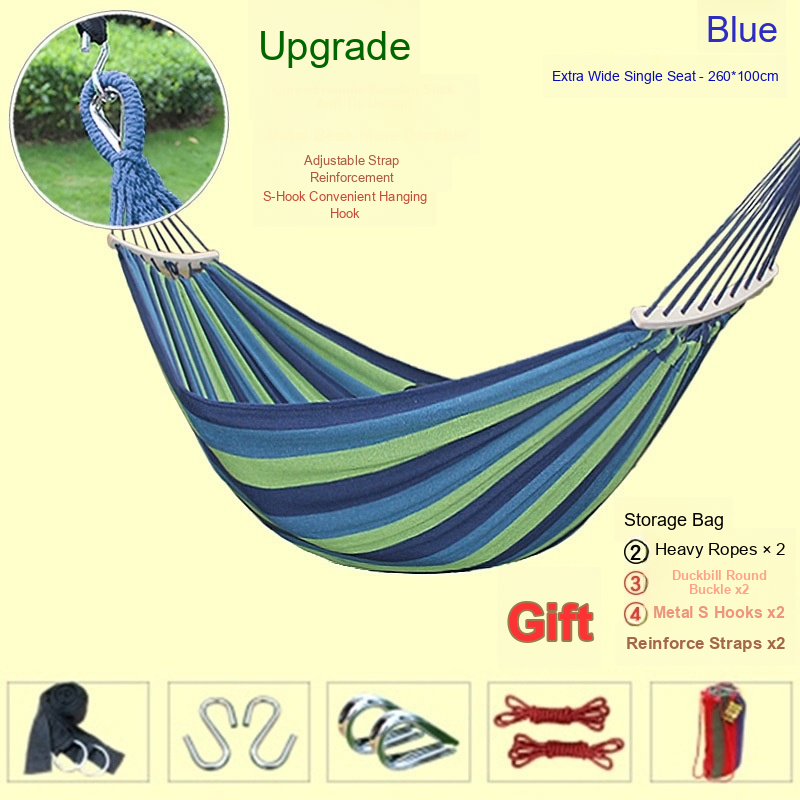 Upgrade
Blue
Extra Wide Single Seat - 260*100cm
Adjustable Strap
Reinforcement
S-Hook Convenient Hanging
Hook
Storage Bag
2 Heavy Ropes × 2
3 Duckbill Round
Buckle x2
4 Metal S Hooks x2
Reinforce Straps x2
Gift